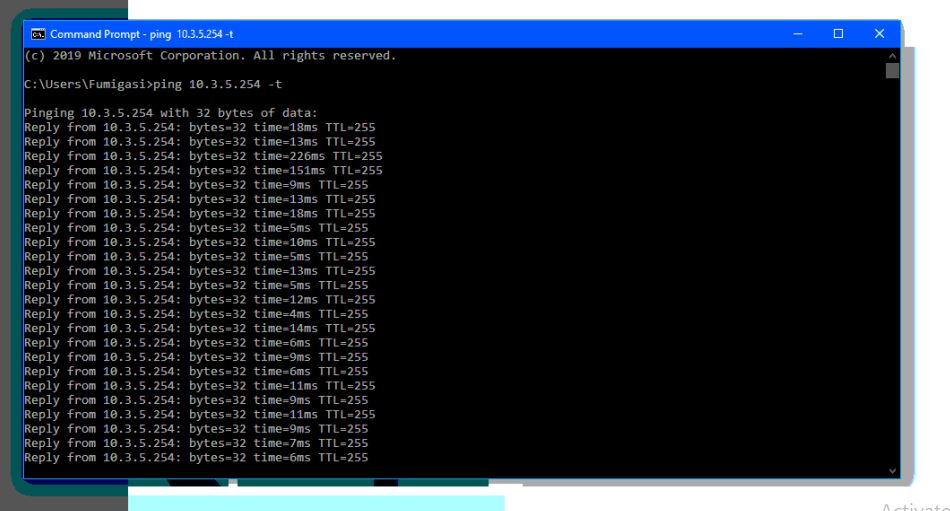 Command Prompt - ping 10.3.5.254 -t
(c) 2019 Microsoft Corporation. All rights reserved.
C:\Users\Fumigasi>ping 10.3.5.254 -t
Pinging 10.3.5.254 with 32 bytes of data:
Reply from 10.3.5.254: bytes=32 time=18ms TTL=255
Reply from 10.3.5.254: bytes=32 time=13ms TTL=255
Reply from 10.3.5.254: bytes=32 time=226ms TTL=255
Reply from 10.3.5.254: bytes=32 time=151ms TTL=255
Reply from 10.3.5.254: bytes=32 time=9ms TTL=255
Reply from 10.3.5.254: bytes=32 time=13ms TTL=255
Reply from 10.3.5.254: bytes=32 time=18ms TTL=255
Reply from 10.3.5.254: bytes=32 time=5ms TTL=255
Reply from 10.3.5.254: bytes=32 time=10ms TTL=255
Reply from 10.3.5.254: bytes=32 time=5ms TTL=255
Reply from 10.3.5.254: bytes=32 time=13ms TTL=255
Reply from 10.3.5.254: bytes=32 time=5ms TTL=255
Reply from 10.3.5.254: bytes=32 time=12ms TTL=255
Reply from 10.3.5.254: bytes=32 time=4ms TTL=255
Reply from 10.3.5.254: bytes=32 time=14ms TTL=255
Reply from 10.3.5.254: bytes=32 time=6ms TTL=255
Reply from 10.3.5.254: bytes=32 time=9ms TTL=255
Reply from 10.3.5.254: bytes=32 time=6ms TTL=255
Reply from 10.3.5.254: bytes=32 time=11ms TTL=255
Reply from 10.3.5.254: bytes=32 time=9ms TTL=255
Reply from 10.3.5.254: bytes=32 time=11ms TTL=255
Reply from 10.3.5.254: bytes=32 time=9ms TTL=255
Reply from 10.3.5.254: bytes=32 time=7ms TTL=255
Reply from 10.3.5.254: bytes=32 time=6ms TTL=255
Activate